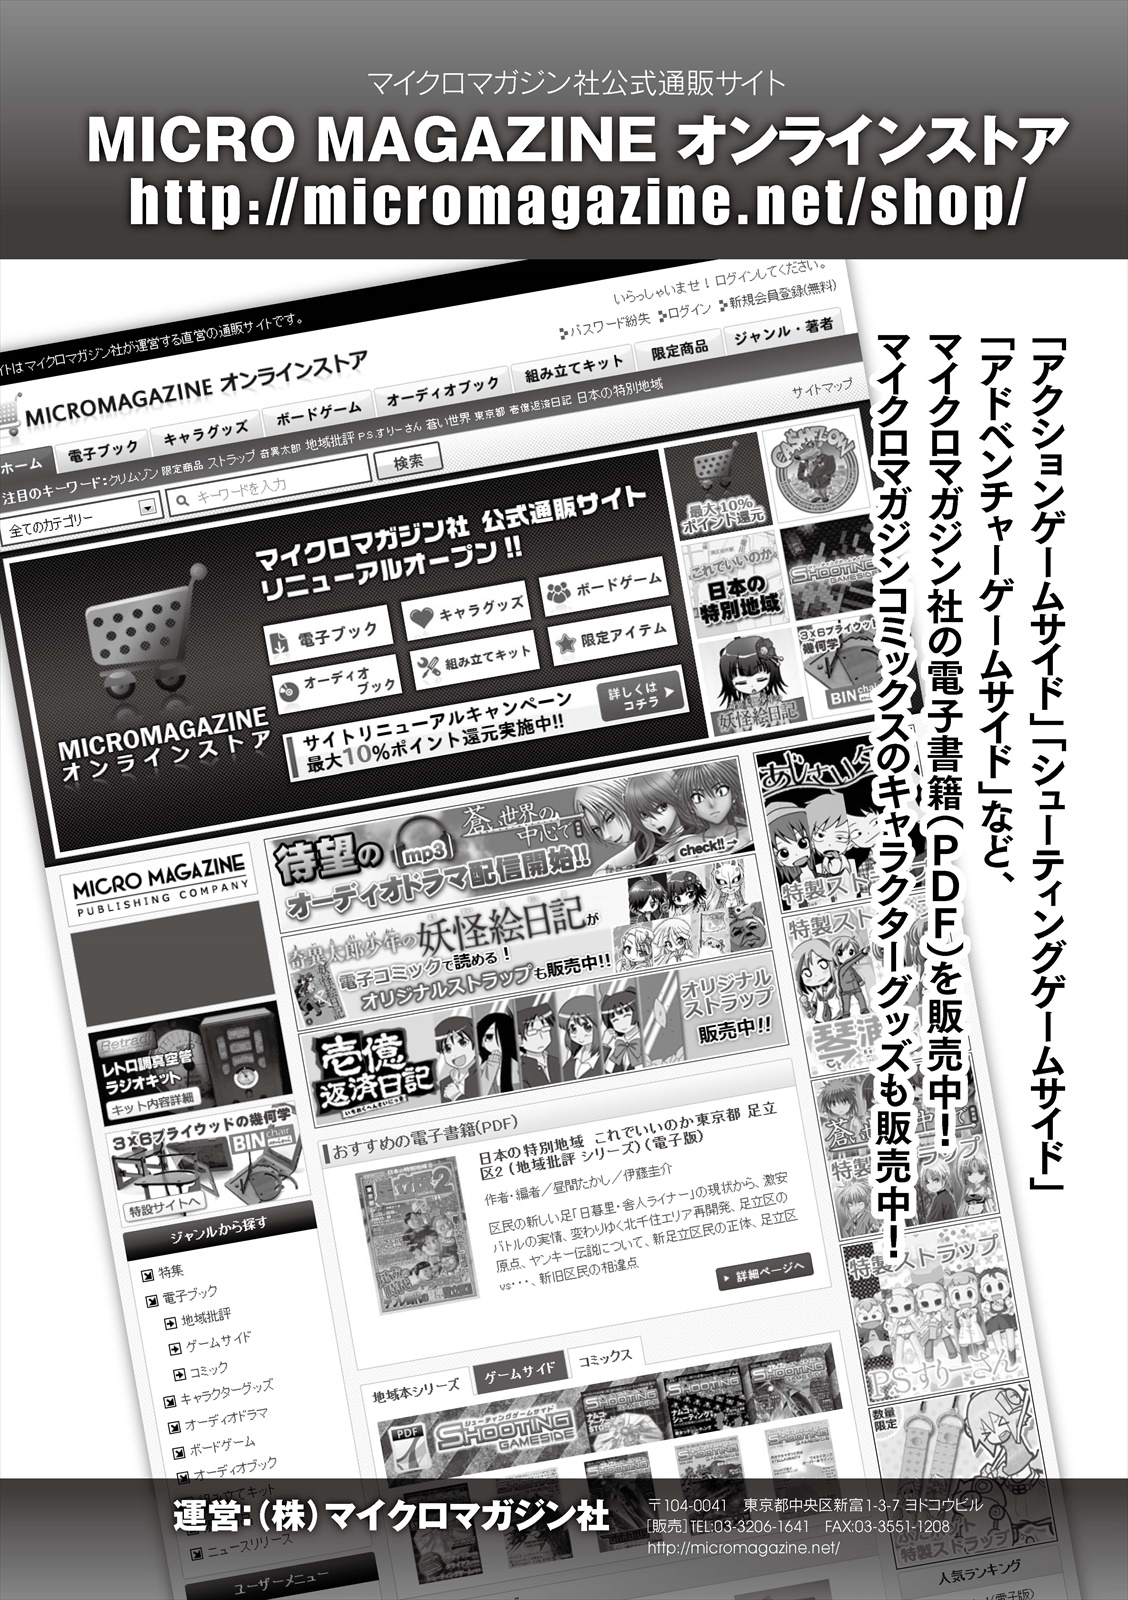 マイクロマガジン社公式通販サイト
MICRO MAGAZINE オンラインストア
http://micromagazine.net/shop/
「アクションゲームサイド」「シューティングゲームサイド」
「アドベンチャーゲームサイド」など、
マイクロマガジン社の電子書籍(PDF)を販売中!
マイクロマガジンコミックスのキャラクターグッズも販売中!
イトはマイクロマガジン社が運営する直営の通販サイトです。
いらっしゃいませ! ログインしてください。
パスワード紛失 ログイン 新規会員登録(無料)
MICROMAGAZINE オンラインストア
ホーム 電子ブック キャラグッズ ボードゲーム オーディオブック 組み立てキット 限定商品 ジャンル・著者
注目のキーワード:クリムゾン 限定商品 ストラップ 奇異太郎 地域批評 P.S.すりーさん 蒼い世界 東京都 壱億返済日記 日本の特別地域
サイトマップ
全てのカテゴリー
キーワードを入力
検索
マイクロマガジン社 公式通販サイト
リニューアルオープン!!
電子ブック
キャラグッズ
ボードゲーム
オーディオ
ブック
組み立てキット
限定アイテム
サイトリニューアルキャンペーン
最大10%ポイント還元実施中!!
詳しくは
コチラ
MICROMAGAZINE
オンラインストア
最大10%
ポイント還元
これでいいのか
日本の
特別地域
SHOOTING
GAMESIDE
妖怪絵日記
3×6プライウッド
幾何学
BIN chair
MICRO MAGAZINE
PUBLISHING COMPANY
待望の
mp3
オーディオドラマ配信開始!!
蒼い世界の
中心で
check!!→
奇異太郎少年の妖怪絵日記が
電子コミックで読める!
オリジナルストラップも販売中!!
壱億
返済日記
いちおくへんさいにっき
オリジナル
ストラップ
販売中!!
Retrad
レトロ調真空管
ラジオキット
キット内容詳細
3×6プライウッドの幾何学
BIN chair
特設サイトへ
ジャンルから探す
特集
電子ブック
地域批評
ゲームサイド
コミック
キャラクターグッズ
オーディオドラマ
ボードゲーム
オーディオブック
組み立てキット
ニュースリリース
ユーザーメニュー
おすすめの電子書籍(PDF)
日本の特別地域 これでいいのか東京都 足立
区2 (地域批評 シリーズ) (電子版)
作者・編者/昼間たかし/伊藤圭介
区民の新しい足「日暮里・舎人ライナー」の現状から、激安
バトルの実情、変わりゆく北千住エリア再開発、足立区の
原点、ヤンキー伝説について、新足立区民の正体、足立区
vs・・・、新旧区民の相違点
詳細ページへ
地域本シリーズ
ゲームサイド
コミックス
PDF
シューティングゲームサイド
SHOOTING
GAMESIDE
特製ストラップ
P.S.すりーさん
数量
限定
ヨドコウ
特製ストラップ
人気ランキング
運営:(株)マイクロマガジン社
〒104-0041 東京都中央区新富1-3-7 ヨドコウビル
[販売]TEL:03-3206-1641 FAX:03-3551-1208
http://micromagazine.net/